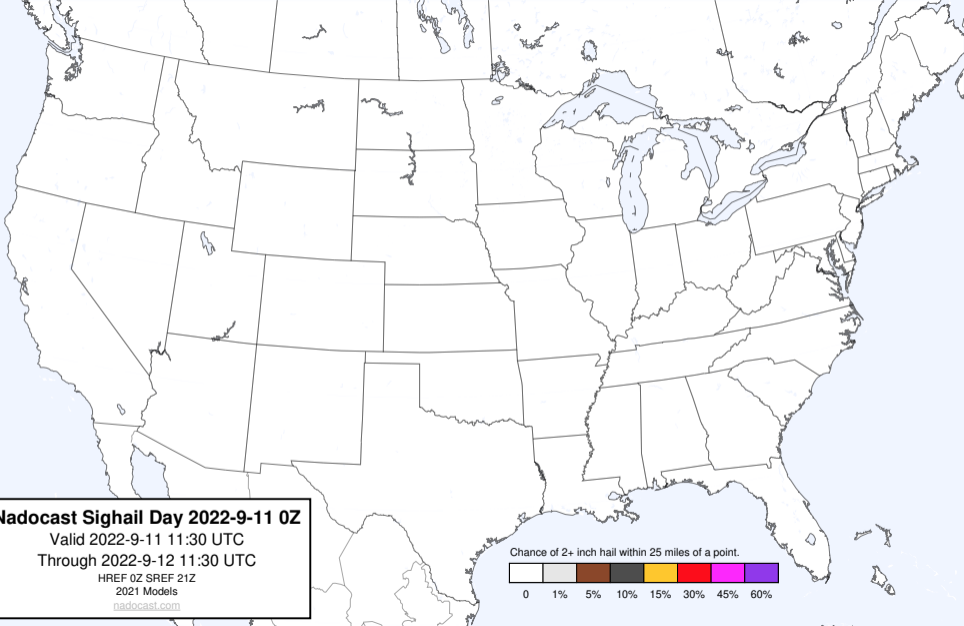 Nadocast Sighail Day 2022-9-11 0Z
Valid 2022-9-11 11:30 UTC
Through 2022-9-12 11:30 UTC
HREF 0Z SREF 21Z
2021 Models
nadocast.com
Chance of 2+ inch hail within 25 miles of a point.
0 1% 5% 10% 15% 30% 45% 60%